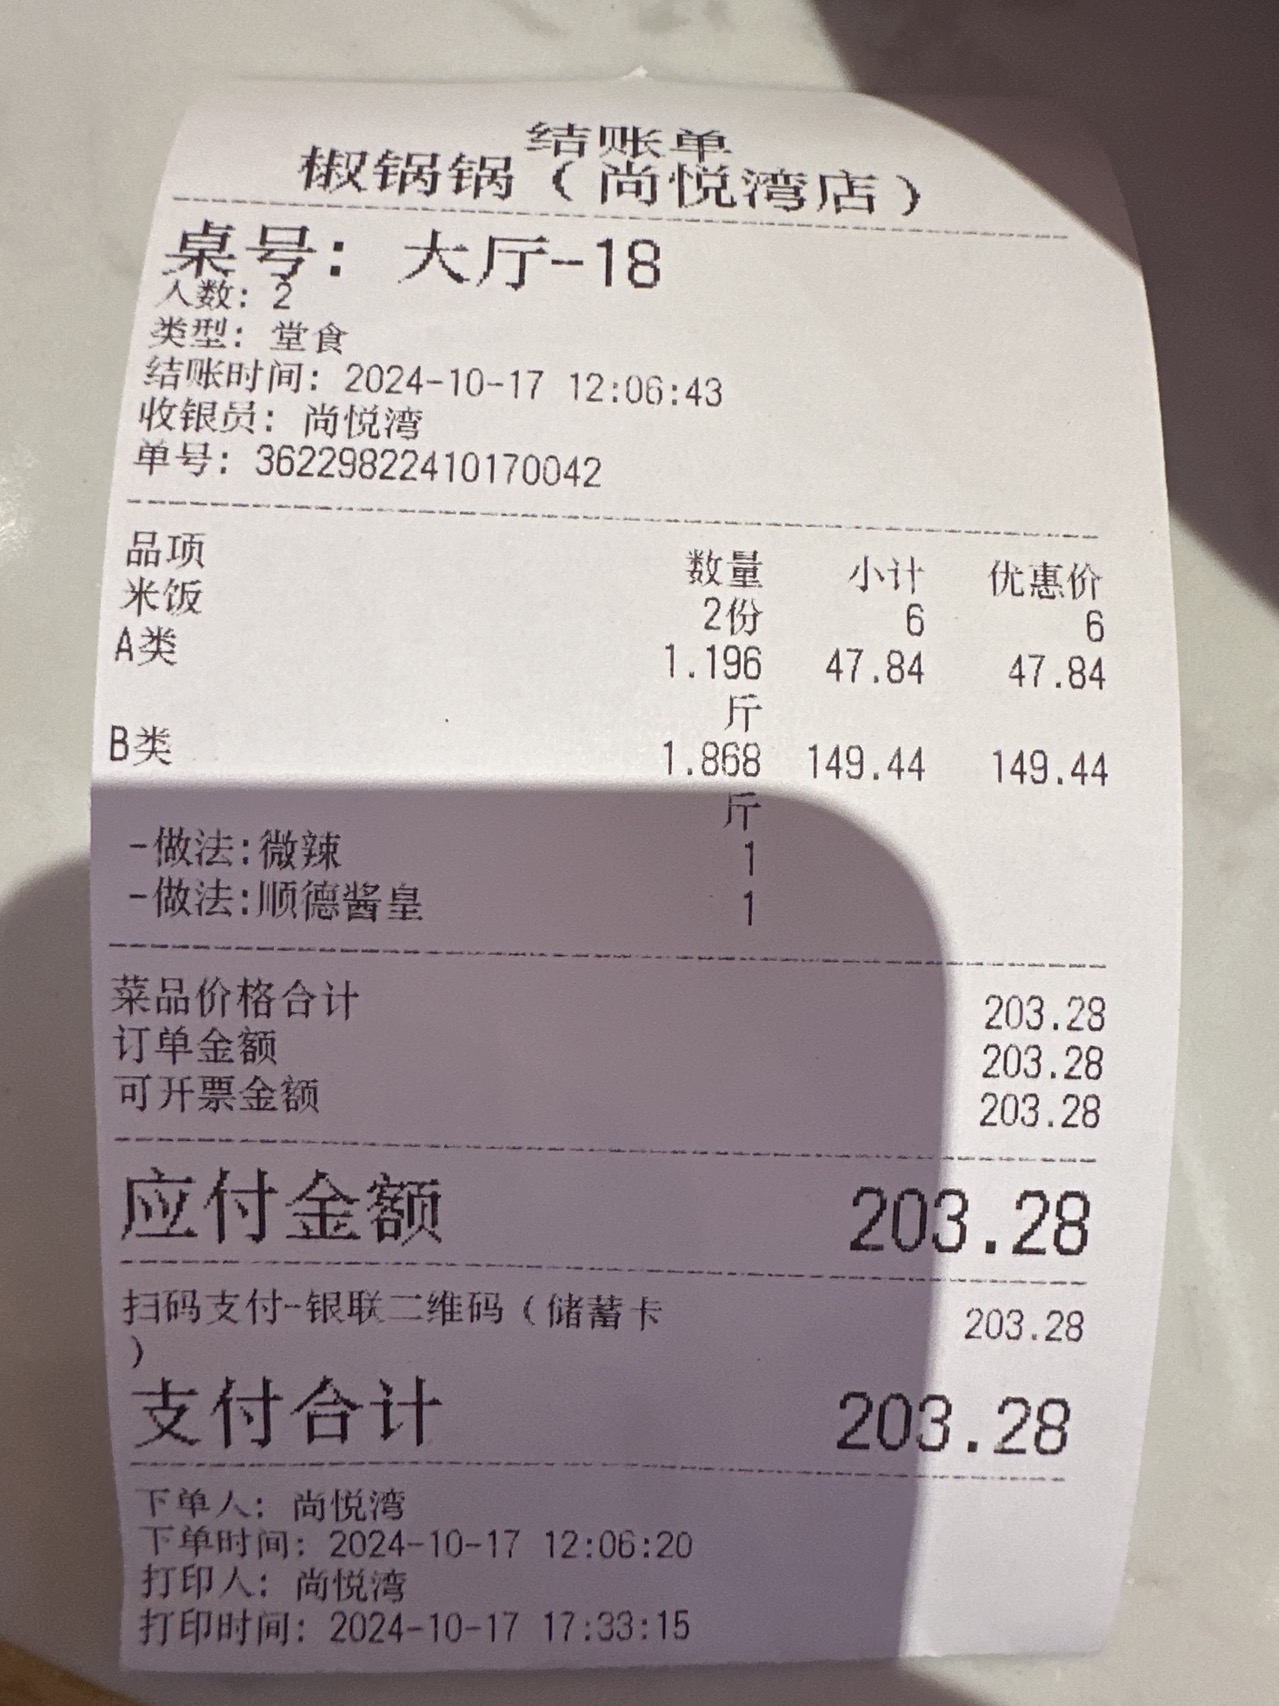 结账单
椒锅锅（尚悦湾店）
桌号： 大厅-18
人数: 2
类型: 堂食
结账时间: 2024-10-17 12:06:43
收银员: 尚悦湾
单号: 36229822410170042
品项 数量 小计 优惠价
米饭 2份 6 6
A类 1.196 47.84 47.84
斤
B类 1.868 149.44 149.44
斤
-做法:微辣 1
-做法:顺德酱皇 1
菜品价格合计 203.28
订单金额 203.28
可开票金额 203.28
应付金额 203.28
扫码支付-银联二维码（储蓄卡 203.28
）
支付合计 203.28
下单人: 尚悦湾
下单时间: 2024-10-17 12:06:20
打印人: 尚悦湾
打印时间: 2024-10-17 17:33:15